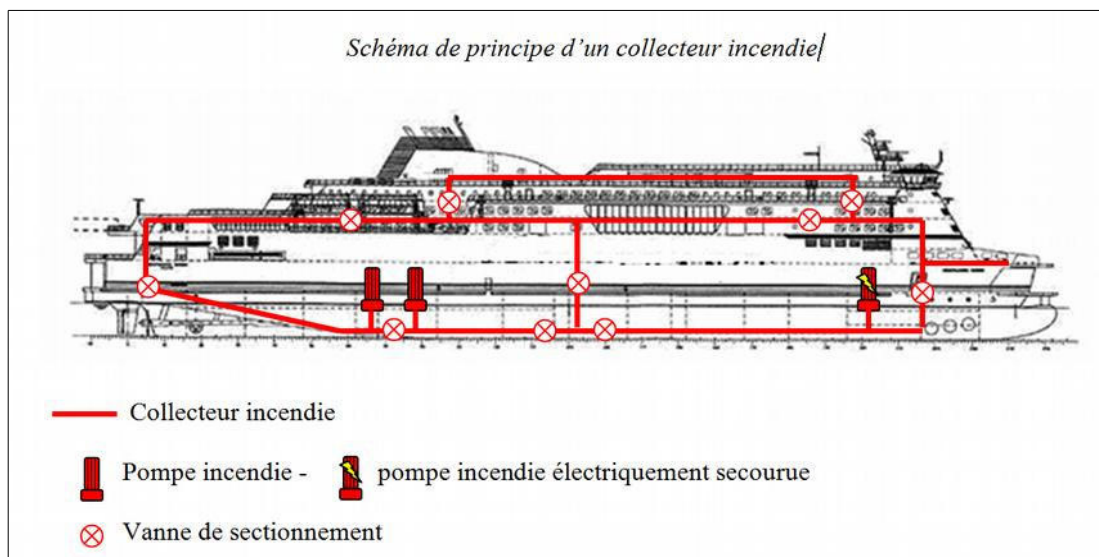 Schéma de principe d'un collecteur incendie
Collecteur incendie
Pompe incendie -
pompe incendie électriquement secourue
Vanne de sectionnement